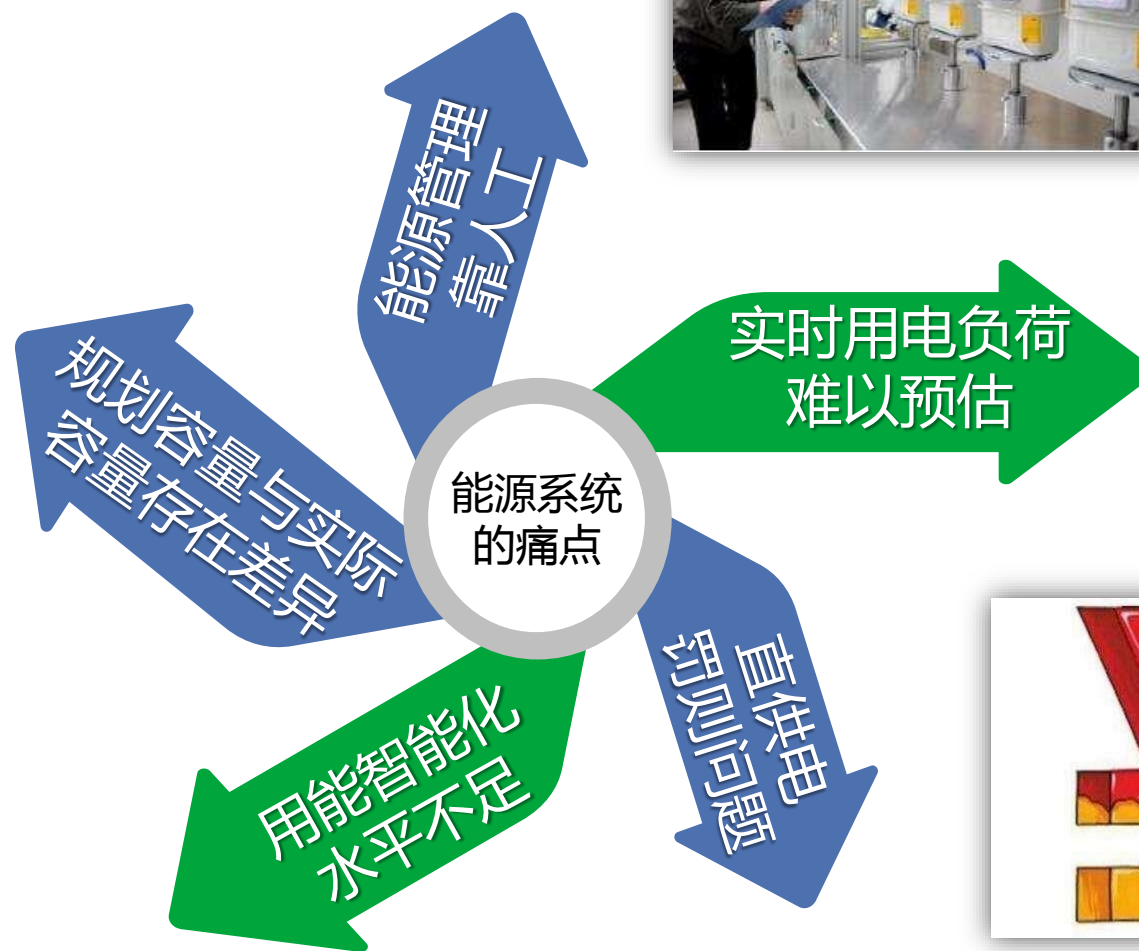 能源管理
靠人工
实时用电负荷
难以预估
规划容量与实际
容量存在差异
能源系统
的痛点
直供电
罚则问题
用能智能化
水平不足